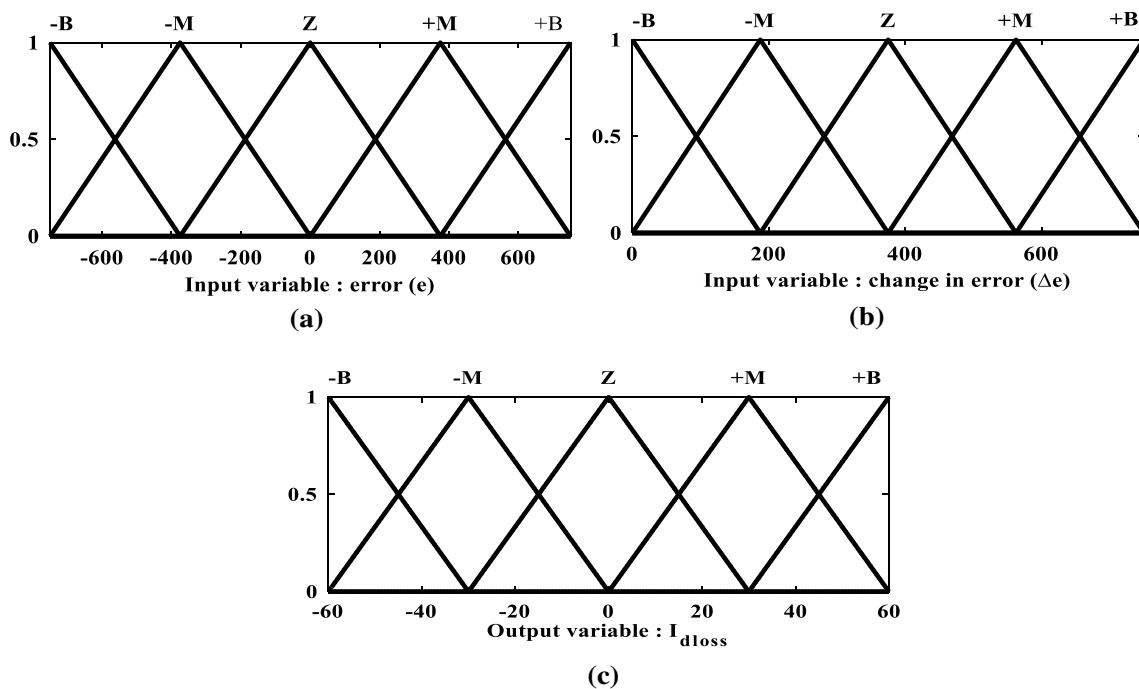 -B -M Z +M +B
1
0.5
0
-600 -400 -200 0 200 400 600
Input variable : error (e)
(a)
-B -M Z +M +B
1
0.5
0
0 200 400 600
Input variable : change in error (Δe)
(b)
-B -M Z +M +B
1
0.5
0
-60 -40 -20 0 20 40 60
Output variable : I dloss
(c)